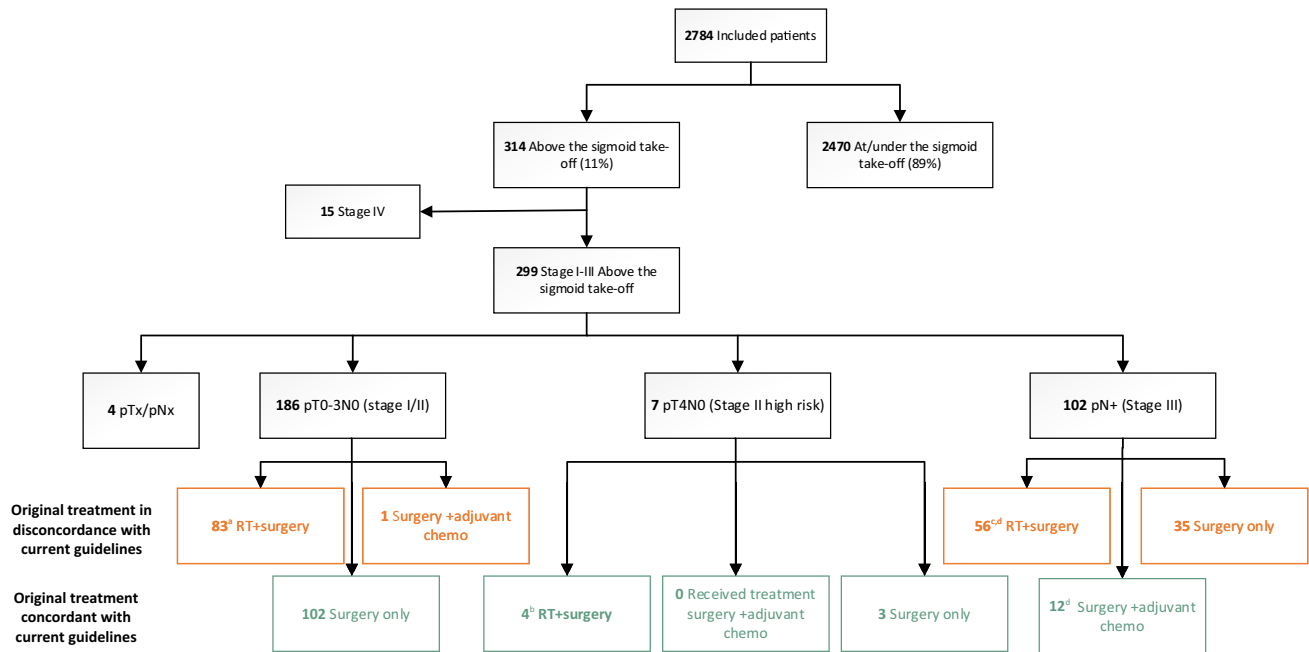 2784 Included patients
314 Above the sigmoid take-
off (11%)
2470 At/under the sigmoid
take-off (89%)
15 Stage IV
299 Stage I-III Above the
sigmoid take-off
4 pTx/pNx
186 pT0-3N0 (stage I/II)
7 pT4N0 (Stage II high risk)
102 pN+ (Stage III)
Original treatment in
disconcordance with
current guidelines
83a RT+surgery
1 Surgery +adjuvant
chemo
56c,d RT+surgery
35 Surgery only
Original treatment
concordant with
current guidelines
102 Surgery only
4b RT+surgery
0 Received treatment
surgery +adjuvant
chemo
3 Surgery only
12d Surgery +adjuvant
chemo